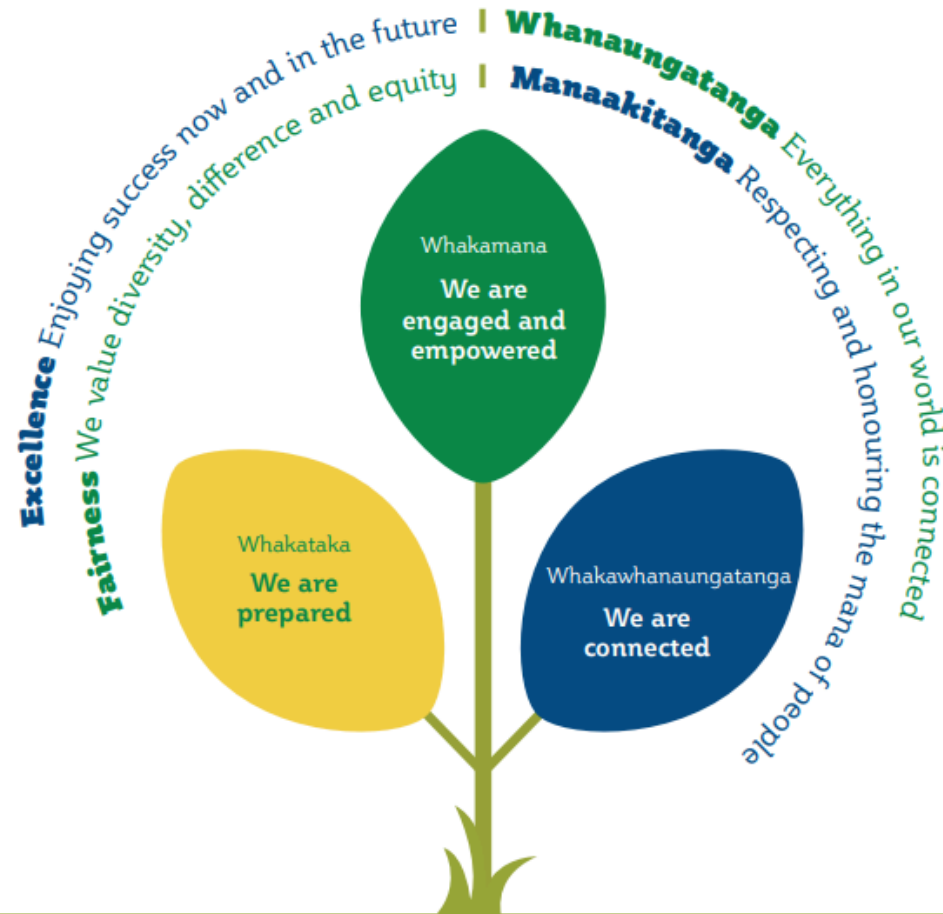 Excellence Enjoying success now and in the future
Whanaungatanga Everything in our world is connected
Fairness We value diversity, difference and equity
Manaakitanga Respecting and honouring the mana of people
Whakamana
We are
engaged and
empowered
Whakataka
We are
prepared
Whakawhanaungatanga
We are
connected